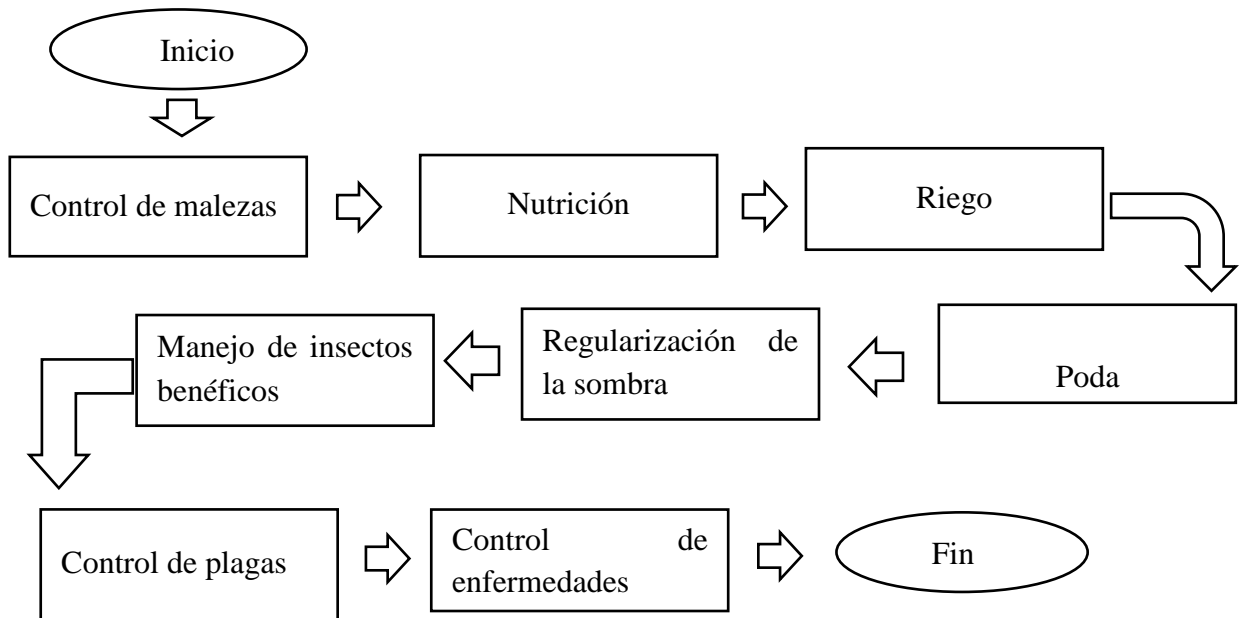 Inicio
Control de malezas
Nutrición
Riego
Poda
Regularización de
la sombra
Manejo de insectos
benéficos
Control de plagas
Control de
enfermedades
Fin